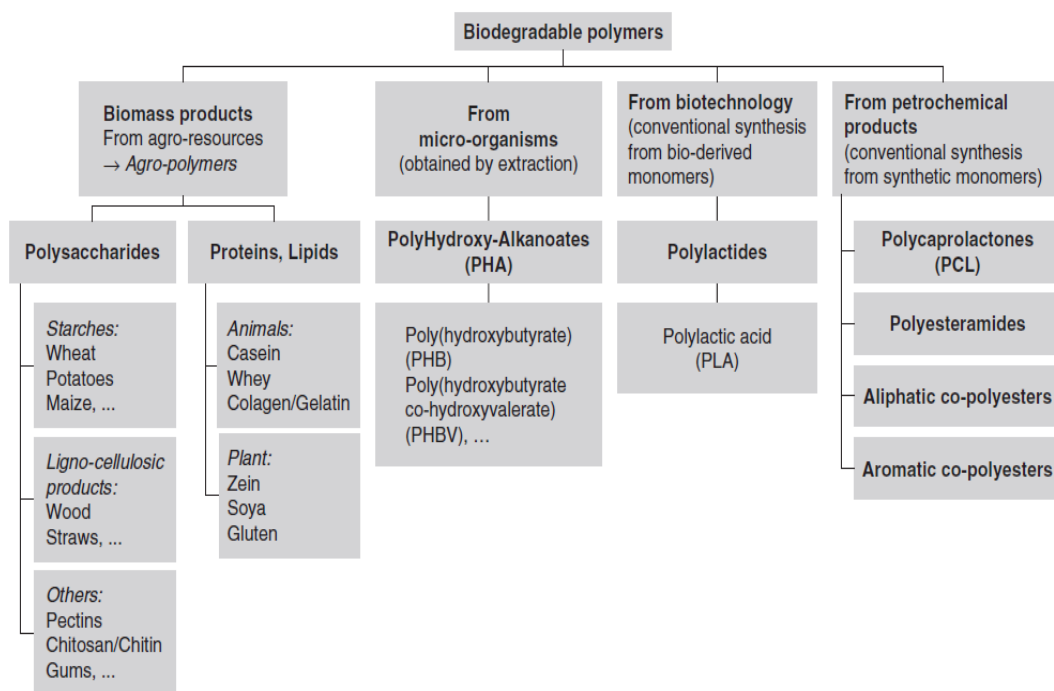 Biodegradable polymers
Biomass products
From agro-resources
→ Agro-polymers
From
micro-organisms
(obtained by extraction)
From biotechnology
(conventional synthesis
from bio-derived
monomers)
From petrochemical
products
(conventional synthesis
from synthetic monomers)
Polysaccharides
Proteins, Lipids
PolyHydroxy-Alkanoates
(PHA)
Polylactides
Polycaprolactones
(PCL)
Starches:
Wheat
Potatoes
Maize, ...
Ligno-cellulosic
products:
Wood
Straws, ...
Others:
Pectins
Chitosan/Chitin
Gums, ...
Animals:
Casein
Whey
Colagen/Gelatin
Plant:
Zein
Soya
Gluten
Poly(hydroxybutyrate)
(PHB)
Poly(hydroxybutyrate
co-hydroxyvalerate)
(PHBV), ...
Polylactic acid
(PLA)
Polyesteramides
Aliphatic co-polyesters
Aromatic co-polyesters